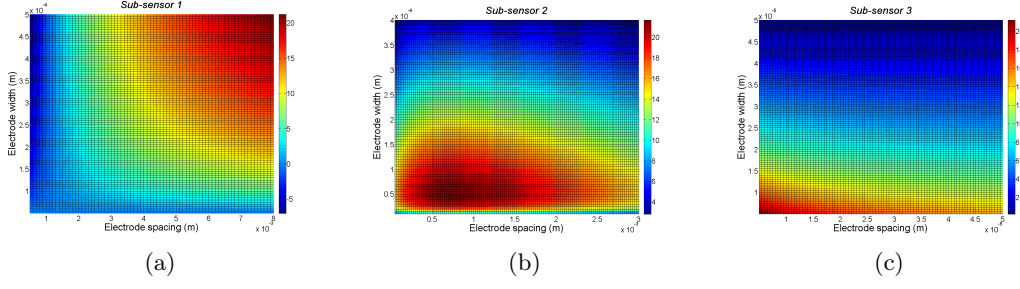 Sub-sensor 1
x 10⁻⁴
5
4.5
4
3.5
3
2.5
2
1.5
1
Electrode width (m)
1 2 3 4 5 6 7 8
x 10⁻³
Electrode spacing (m)
20
15
10
5
0
-5
(a)
Sub-sensor 2
x 10⁻⁴
4
3.5
3
2.5
2
1.5
1
0.5
Electrode width (m)
0.5 1 1.5 2 2.5 3
x 10⁻³
Electrode spacing (m)
20
18
16
14
12
10
8
6
4
(b)
Sub-sensor 3
5
4.5
4
3.5
3
2.5
2
1.5
1
Electrode width (m)
1 1.5 2 2.5 3 3.5 4 4.5 5
Electrode spacing (m)
8
6
4
2
(c)